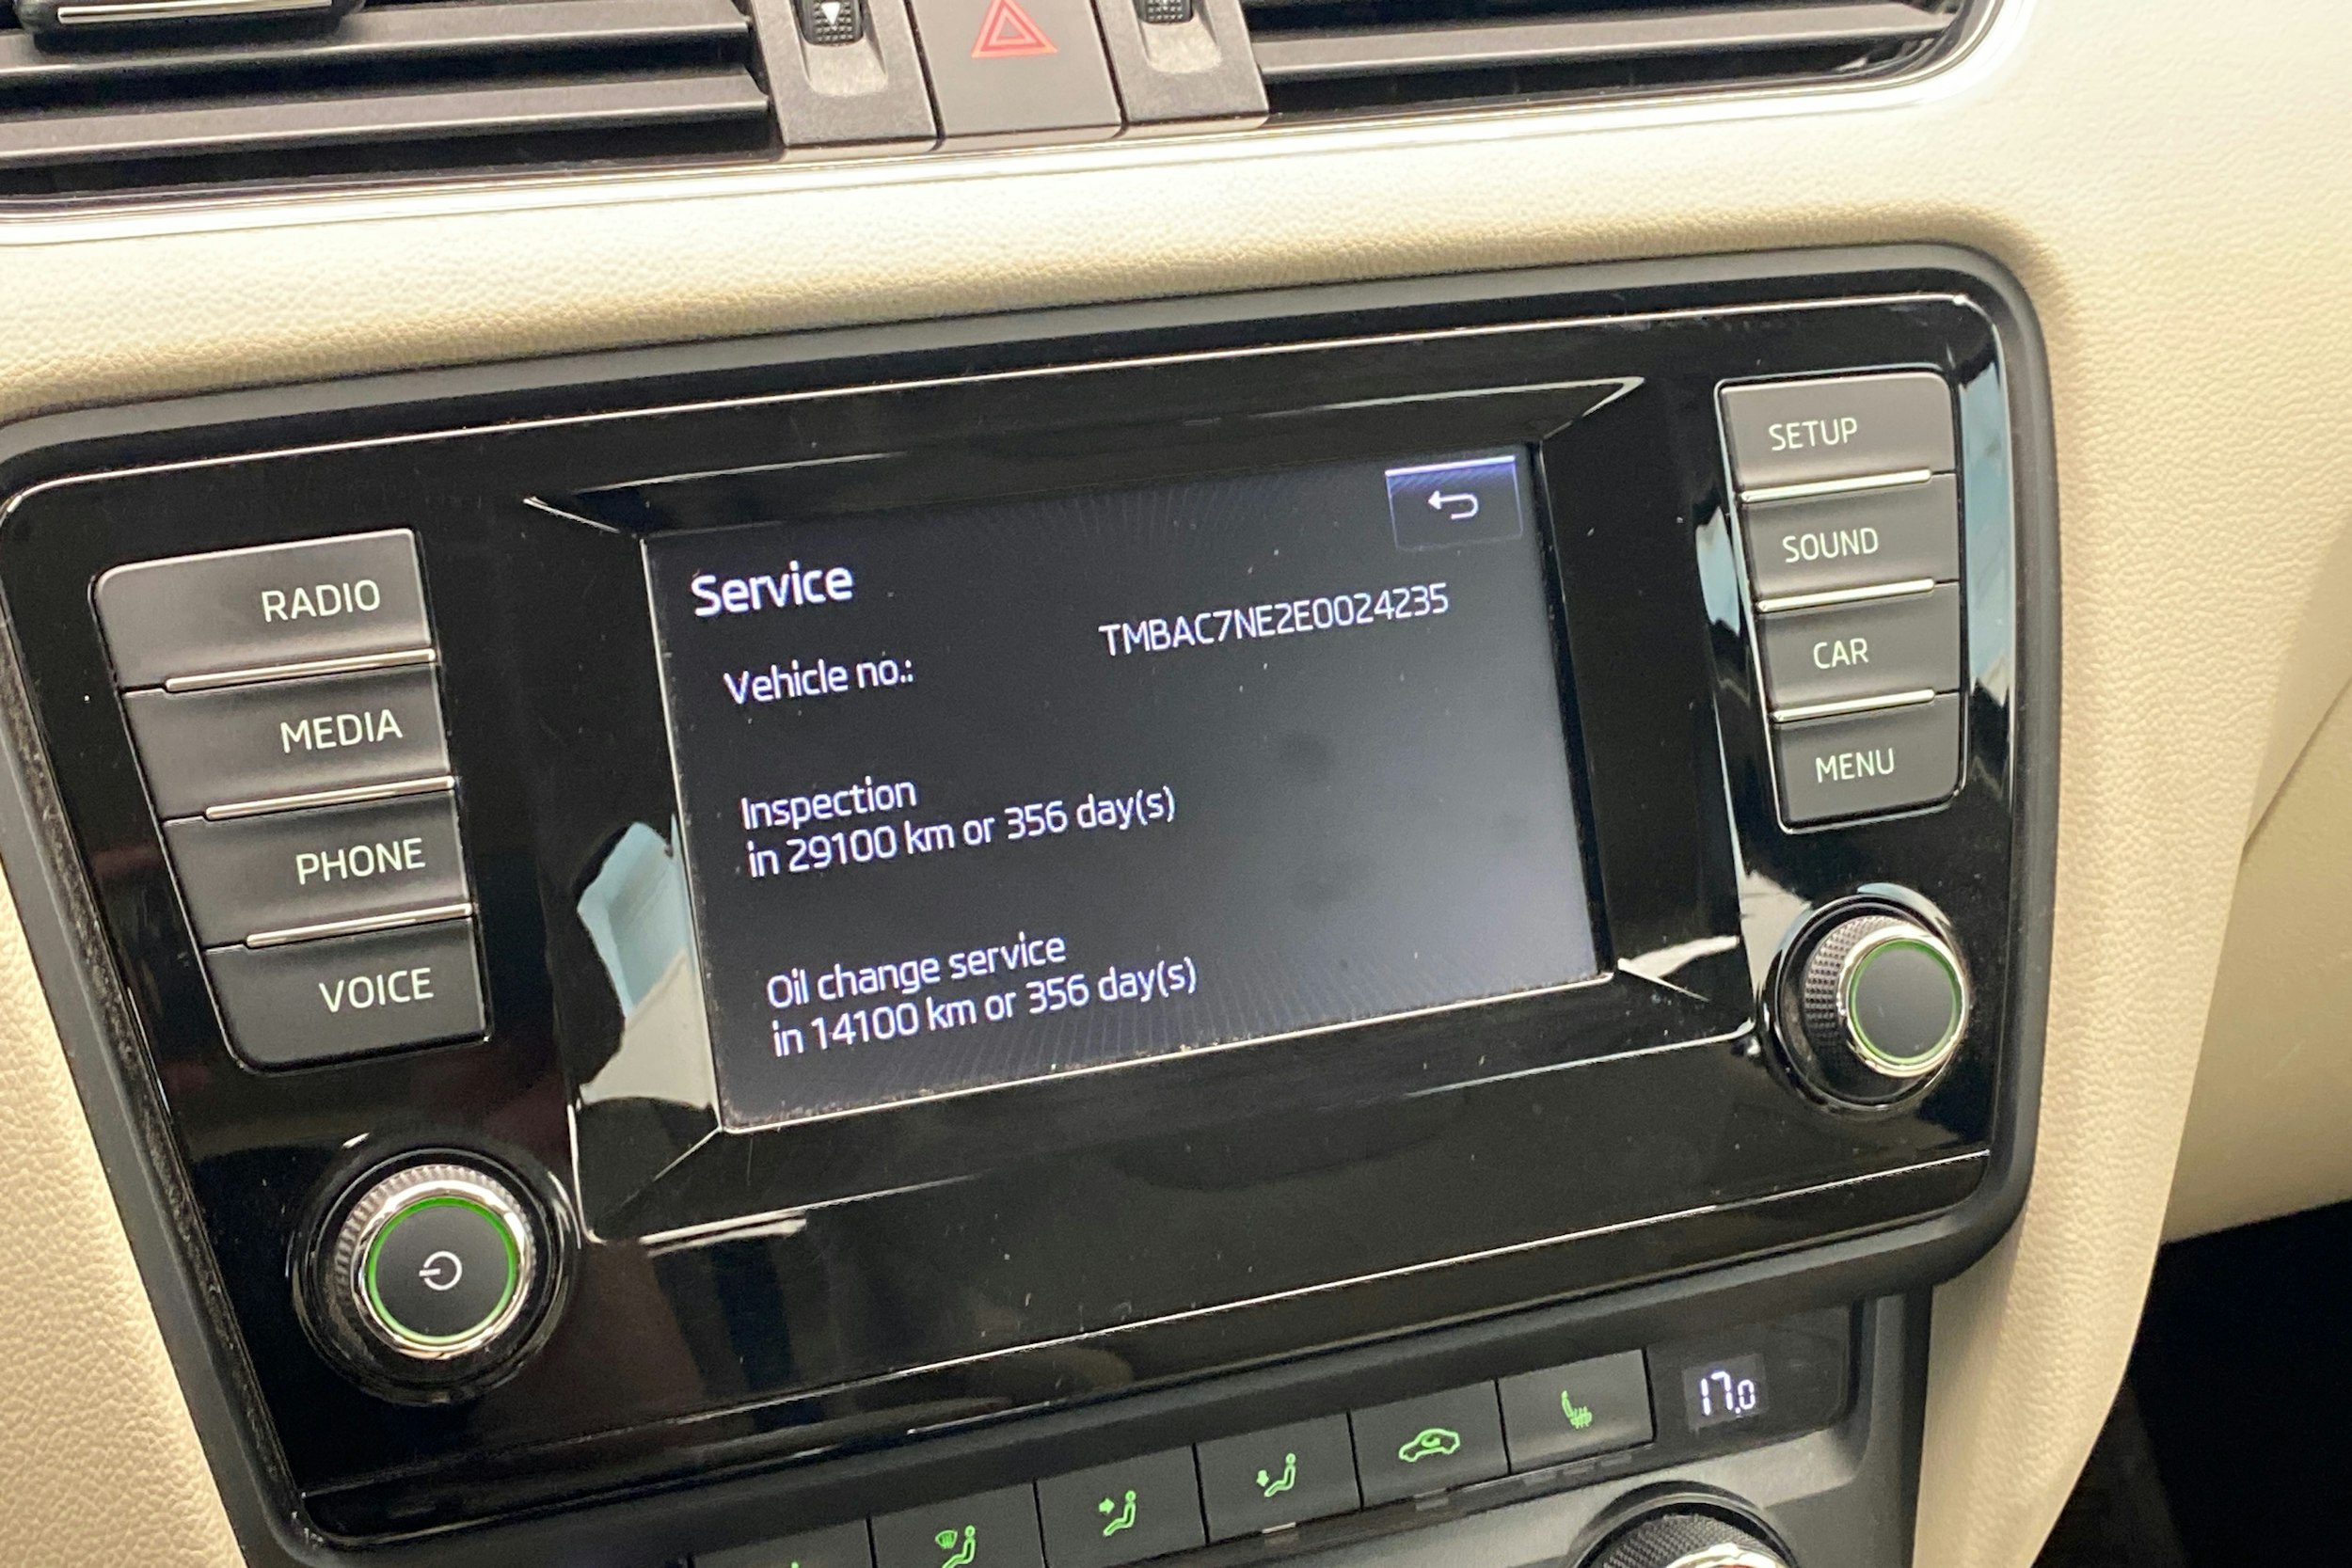 SETUP
SOUND
CAR
MENU
RADIO
MEDIA
PHONE
VOICE
Service
Vehicle no.: TMBAC7NE2E0024235
Inspection
in 29100 km or 356 day(s)
Oil change service
in 14100 km or 356 day(s)
17.0